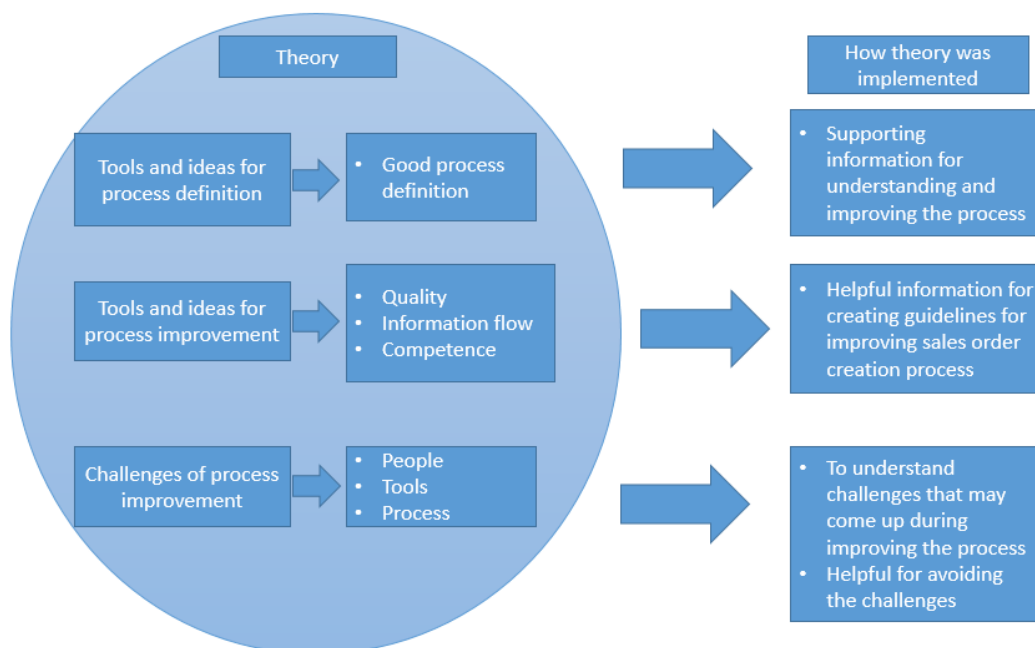 Theory
How theory was
implemented
Tools and ideas for
process definition
• Good process
definition
• Supporting
information for
understanding and
improving the process
Tools and ideas for
process improvement
• Quality
• Information flow
• Competence
• Helpful information for
creating guidelines for
improving sales order
creation process
Challenges of process
improvement
• People
• Tools
• Process
• To understand
challenges that may
come up during
improving the process
• Helpful for avoiding
the challenges